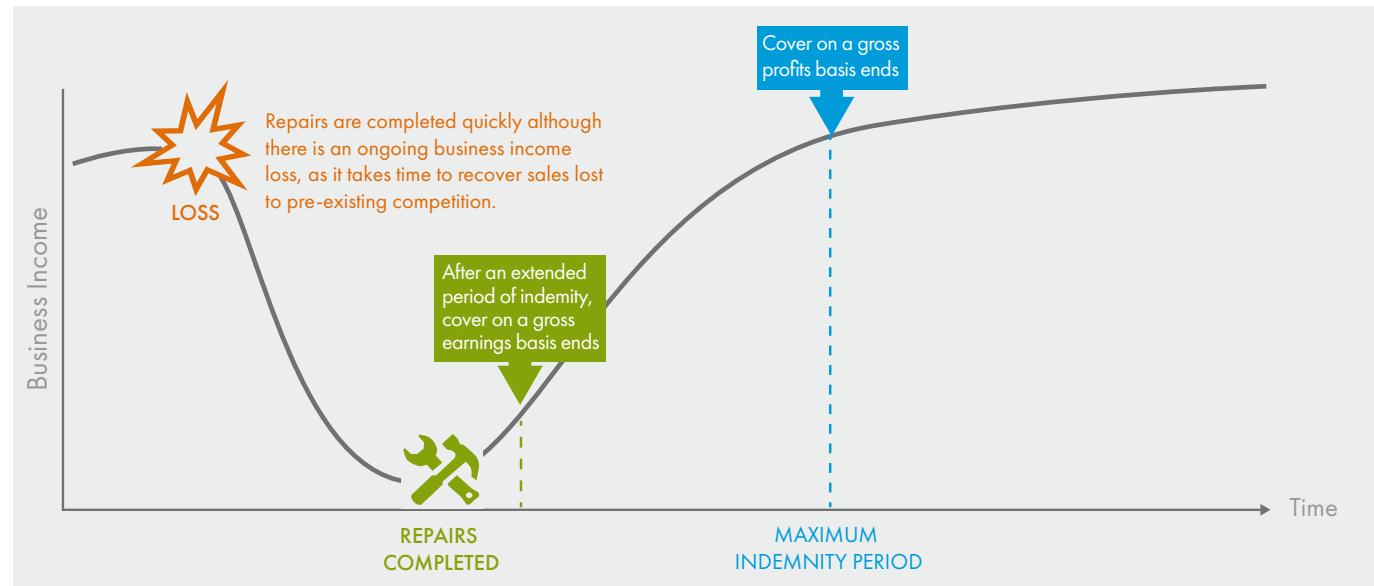 Cover on a gross
profits basis ends
Repairs are completed quickly although
there is an ongoing business income
loss, as it takes time to recover sales lost
to pre-existing competition.
LOSS
Business Income
After an extended
period of indemity,
cover on a gross
earnings basis ends
Time
REPAIRS
COMPLETED
MAXIMUM
INDEMNITY PERIOD